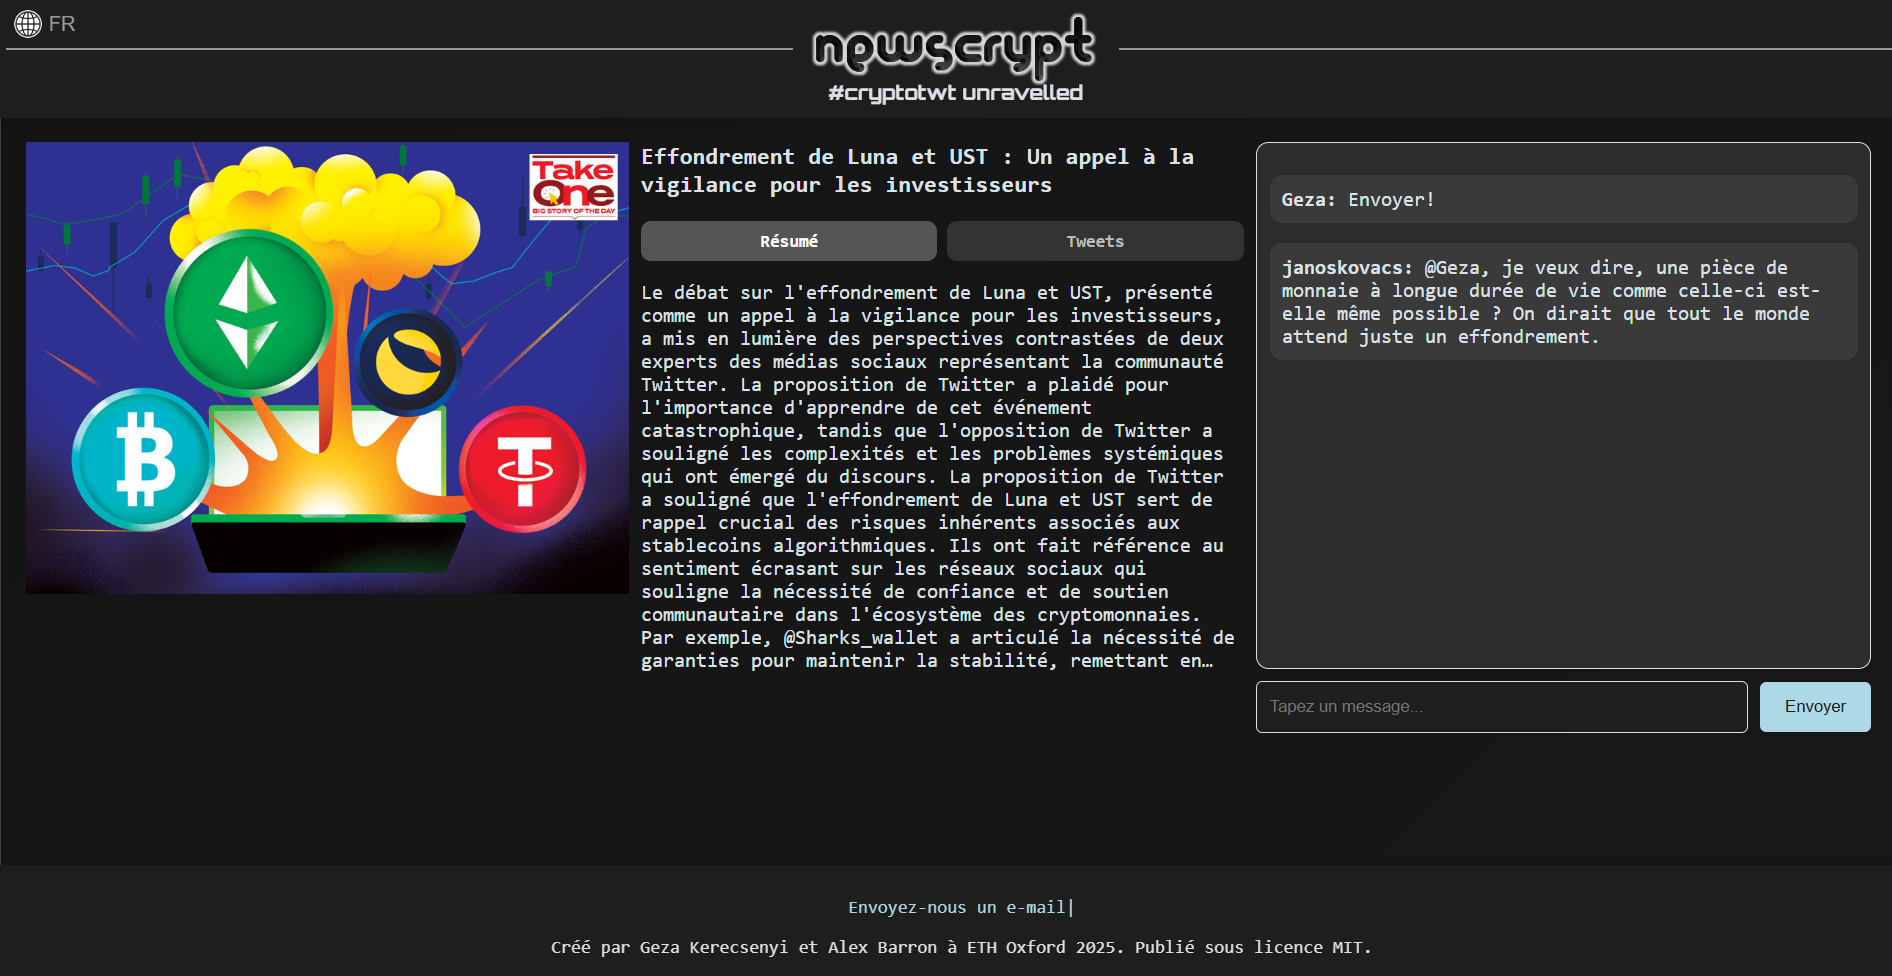 FR
newscrypt
#cryptotwt unravelled
Take
One
BIG STORY OF THE DAY
Effondrement de Luna et UST : Un appel à la
vigilance pour les investisseurs
Résumé
Tweets
Le débat sur l'effondrement de Luna et UST, présenté
comme un appel à la vigilance pour les investisseurs,
a mis en lumière des perspectives contrastées de deux
experts des médias sociaux représentant la communauté
Twitter. La proposition de Twitter a plaidé pour
l'importance d'apprendre de cet événement
catastrophique, tandis que l'opposition de Twitter a
souligné les complexités et les problèmes systémiques
qui ont émergé du discours. La proposition de Twitter
a souligné que l'effondrement de Luna et UST sert de
rappel crucial des risques inhérents associés aux
stablecoins algorithmiques. Ils ont fait référence au
sentiment écrasant sur les réseaux sociaux qui
souligne la nécessité de confiance et de soutien
communautaire dans l'écosystème des cryptomonnaies.
Par exemple, @Sharks_wallet a articulé la nécessité de
garanties pour maintenir la stabilité, remettant en…
Geza: Envoyer!
janoskovacs: @Geza, je veux dire, une pièce de
monnaie à longue durée de vie comme celle-ci est-
elle même possible ? On dirait que tout le monde
attend juste un effondrement.
Tapez un message...
Envoyer
Envoyez-nous un e-mail|
Créé par Geza Kerecsenyi et Alex Barron à ETH Oxford 2025. Publié sous licence MIT.